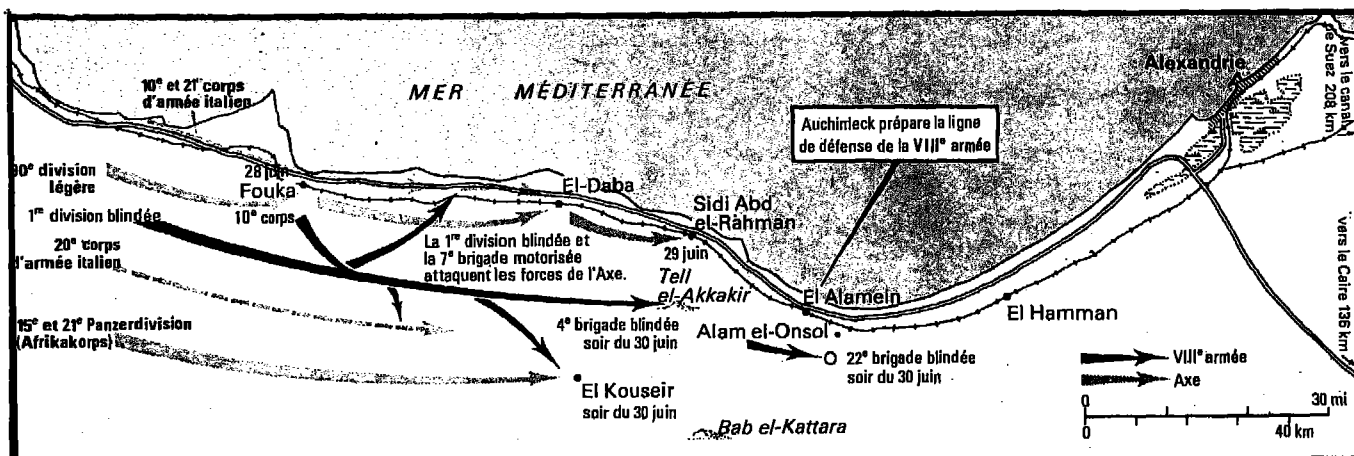 10e et 21e corps
d'armée italien
MER MÉDITERRANÉE
Alexandrie
vers le canal
de Suez 208 km
Auchinleck prépare la ligne
de défense de la VIIIe armée
90e division
légère
28 juin
Fouka
El-Daba
Sidi Abd
el-Rahman
1re division blindée
10e corps
La 1re division blindée et
la 7e brigade motorisée
attaquent les forces de l'Axe.
29 juin
20e corps
d'armée italien
Tell
el-Akkakir
El Alamein
El Hamman
vers le Caire 136 km
15e et 21e Panzerdivision
(Afrikakorps)
4e brigade blindée
soir du 30 juin
Alam el-Onsol
22e brigade blindée
soir du 30 juin
VIIIe armée
Axe
El Kouseir
soir du 30 juin
Bab el-Kattara
0 30 mi
0 40 km